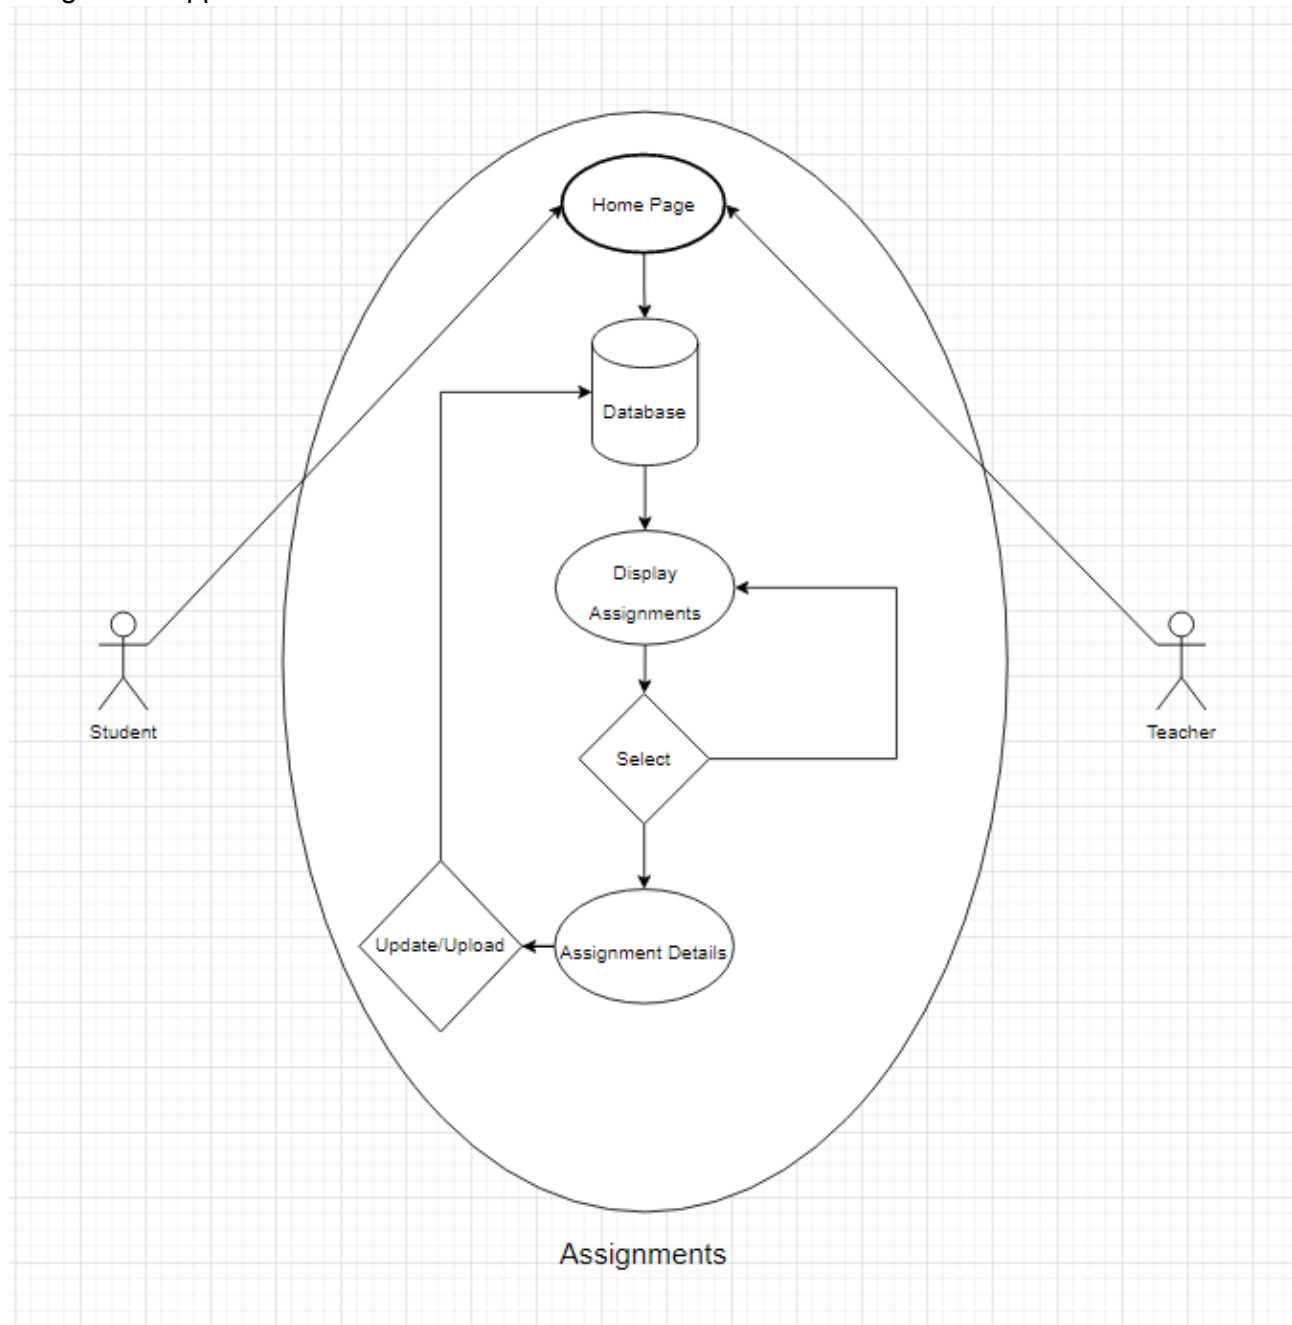 Home Page
Database
Display
Assignments
Student
Teacher
Select
Update/Upload
Assignment Details
Assignments